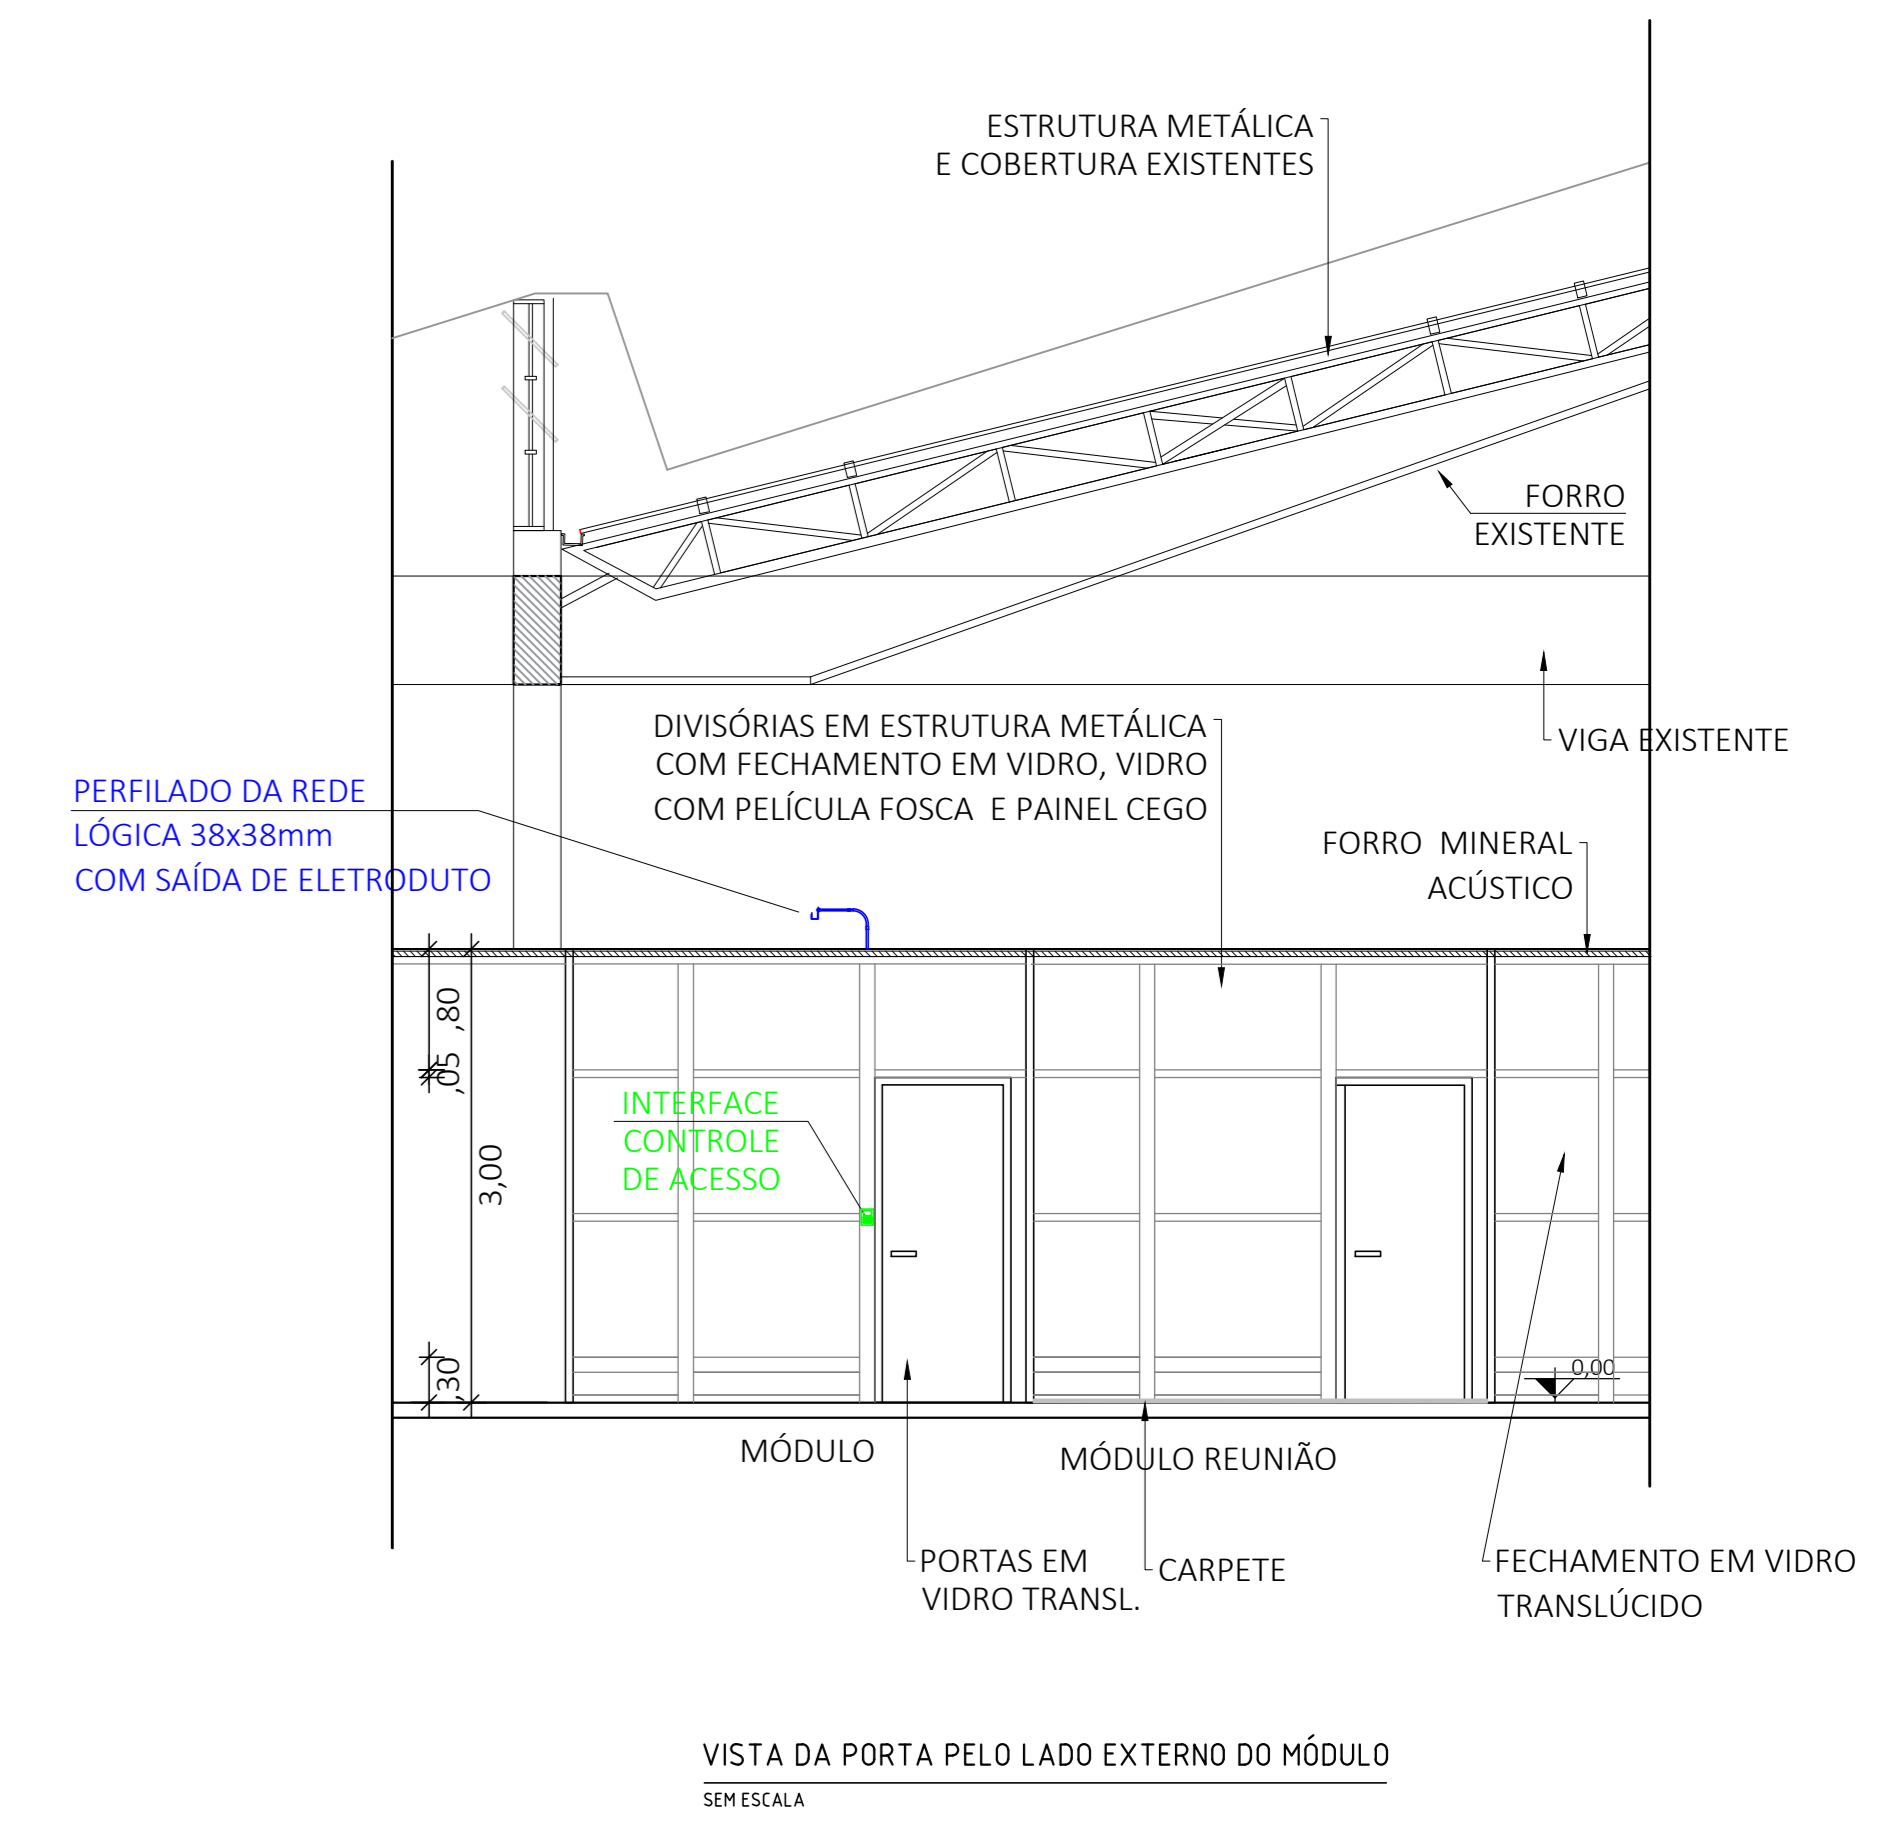 ESTRUTURA METÁLICA
E COBERTURA EXISTENTES
FORRO
EXISTENTE
VIGA EXISTENTE
DIVISÓRIAS EM ESTRUTURA METÁLICA
COM FECHAMENTO EM VIDRO, VIDRO
COM PELÍCULA FOSCA E PAINEL CEGO
PERFILADO DA REDE
LÓGICA 38x38mm
COM SAÍDA DE ELETRODUTO
FORRO MINERAL
ACÚSTICO
,80
,05
3,00
,30
INTERFACE
CONTROLE
DE ACESSO
0,00
MÓDULO
MÓDULO REUNIÃO
PORTAS EM
VIDRO TRANSL.
CARPETE
FECHAMENTO EM VIDRO
TRANSLÚCIDO
VISTA DA PORTA PELO LADO EXTERNO DO MÓDULO
SEM ESCALA